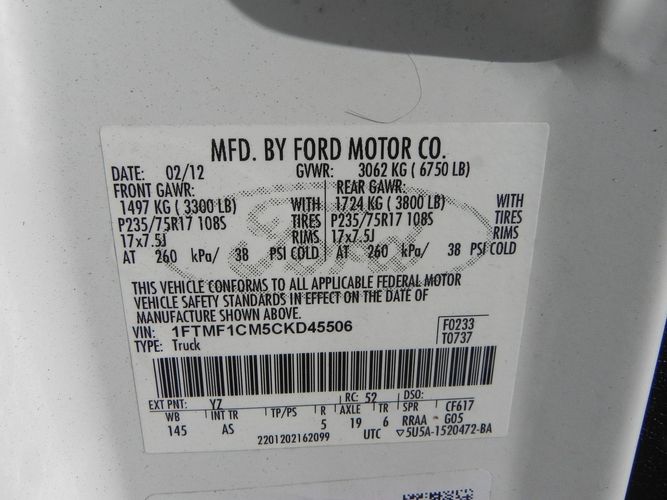 MFD. BY FORD MOTOR CO.
DATE: 02/12 GVWR: 3062 KG ( 6750 LB)
FRONT GAWR: REAR GAWR:
1497 KG ( 3300 LB) WITH 1724 KG ( 3800 LB) WITH
P235/75R17 108S TIRES P235/75R17 108S TIRES
17x7.5J RIMS 17x7.5J RIMS
AT 260 kPa/ 38 PSI COLD AT 260 kPa/ 38 PSI COLD
THIS VEHICLE CONFORMS TO ALL APPLICABLE FEDERAL MOTOR
VEHICLE SAFETY STANDARDS IN EFFECT ON THE DATE OF
MANUFACTURE SHOWN ABOVE.
VIN: 1FTMF1CM5CKD45506 F0233
TYPE: Truck T0737
EXT PNT: YZ RC: 52 DSO:
WB INT TR TP/PS R AXLE TR SPR CF617
145 AS 5 19 6 RRAA G05
2201202162099 UTC ▽5U5A-1520472-BA